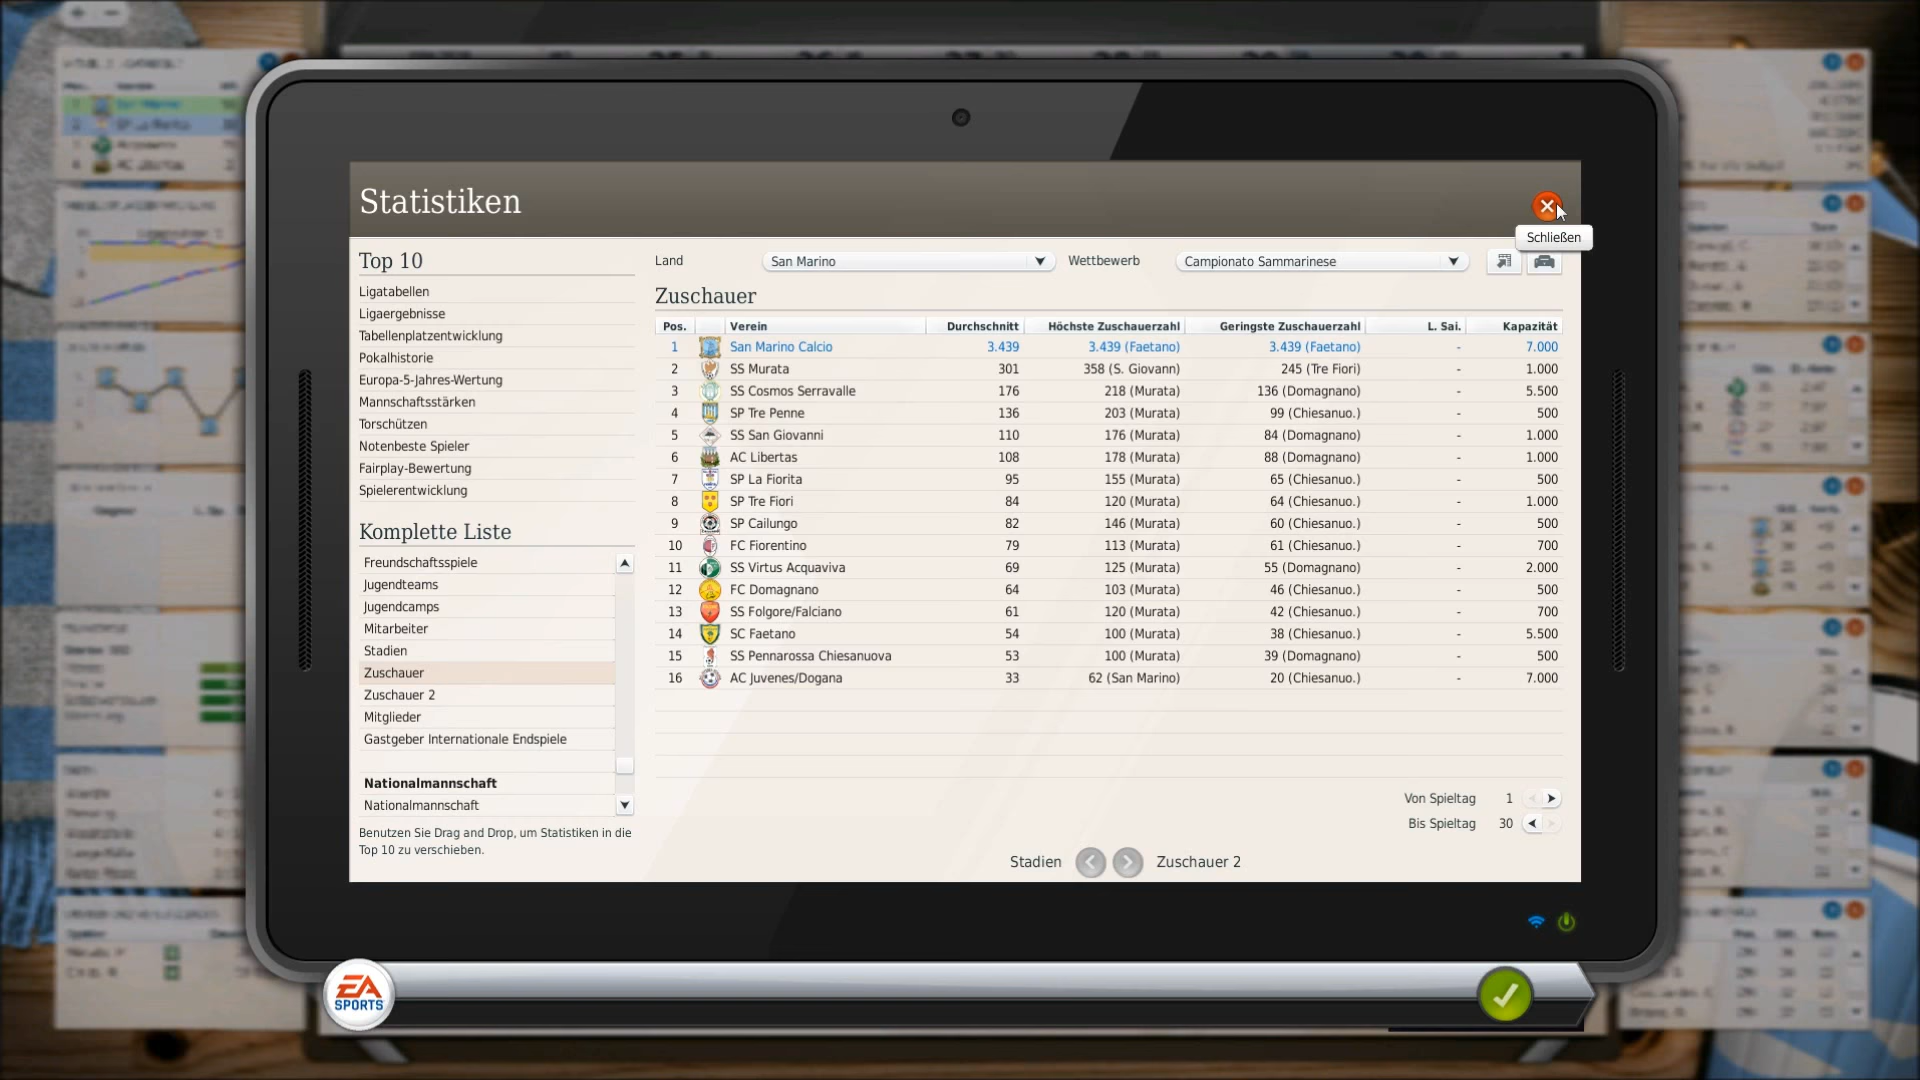 Statistiken
Schließen
Top 10
Ligatabellen
Ligaergebnisse
Tabellenplatzentwicklung
Pokalhistorie
Europa-5-Jahres-Wertung
Mannschaftsstärken
Torschützen
Notenbeste Spieler
Fairplay-Bewertung
Spielerentwicklung
Komplette Liste
Freundschaftsspiele
Jugendteams
Jugendcamps
Mitarbeiter
Stadien
Zuschauer
Zuschauer 2
Mitglieder
Gastgeber Internationale Endspiele
Nationalmannschaft
Nationalmannschaft
Benutzen Sie Drag and Drop, um Statistiken in die
Top 10 zu verschieben.
Land San Marino Wettbewerb Campionato Sammarinese
Zuschauer
Pos. Verein Durchschnitt Höchste Zuschauerzahl Geringste Zuschauerzahl L. Sai. Kapazität
1 San Marino Calcio 3.439 3.439 (Faetano) 3.439 (Faetano) - 7.000
2 SS Murata 301 358 (S. Giovann) 245 (Tre Fiori) - 1.000
3 SS Cosmos Serravalle 176 218 (Murata) 136 (Domagnano) - 5.500
4 SP Tre Penne 136 203 (Murata) 99 (Chiesanuo.) - 500
5 SS San Giovanni 110 176 (Murata) 84 (Domagnano) - 1.000
6 AC Libertas 108 178 (Murata) 88 (Domagnano) - 1.000
7 SP La Fiorita 95 155 (Murata) 65 (Chiesanuo.) - 500
8 SP Tre Fiori 84 120 (Murata) 64 (Chiesanuo.) - 1.000
9 SP Cailungo 82 146 (Murata) 60 (Chiesanuo.) - 500
10 FC Fiorentino 79 113 (Murata) 61 (Chiesanuo.) - 700
11 SS Virtus Acquaviva 69 125 (Murata) 55 (Domagnano) - 2.000
12 FC Domagnano 64 103 (Murata) 46 (Chiesanuo.) - 500
13 SS Folgore/Falciano 61 120 (Murata) 42 (Chiesanuo.) - 700
14 SC Faetano 54 100 (Murata) 38 (Chiesanuo.) - 5.500
15 SS Pennarossa Chiesanuova 53 100 (Murata) 39 (Domagnano) - 500
16 AC Juvenes/Dogana 33 62 (San Marino) 20 (Chiesanuo.) - 7.000
Von Spieltag 1
Bis Spieltag 30
Stadien Zuschauer 2
EA
SPORTS